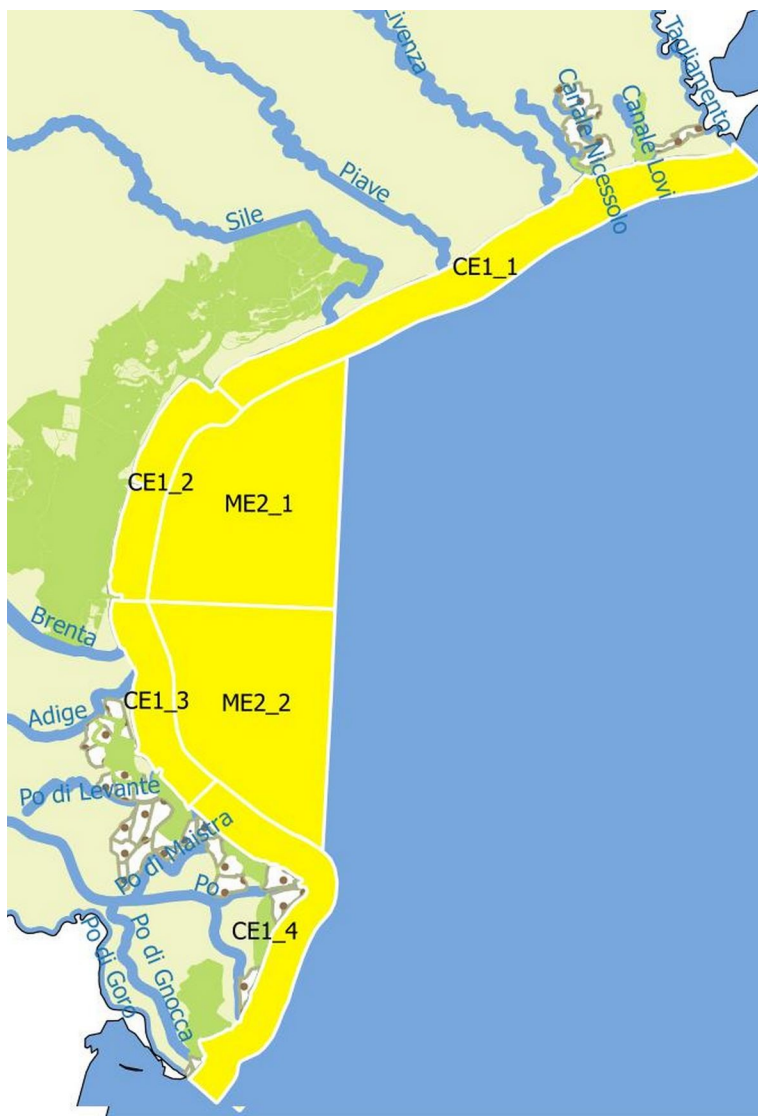 Livenza
Tagliamento
Canale Nicessolo
Canale Lovi
Piave
Sile
CE1_1
CE1_2
ME2_1
Brenta
CE1_3
ME2_2
Adige
Po di Levante
Po di Maistra
Po
CE1_4
Po di Gnocca
Po di Goro